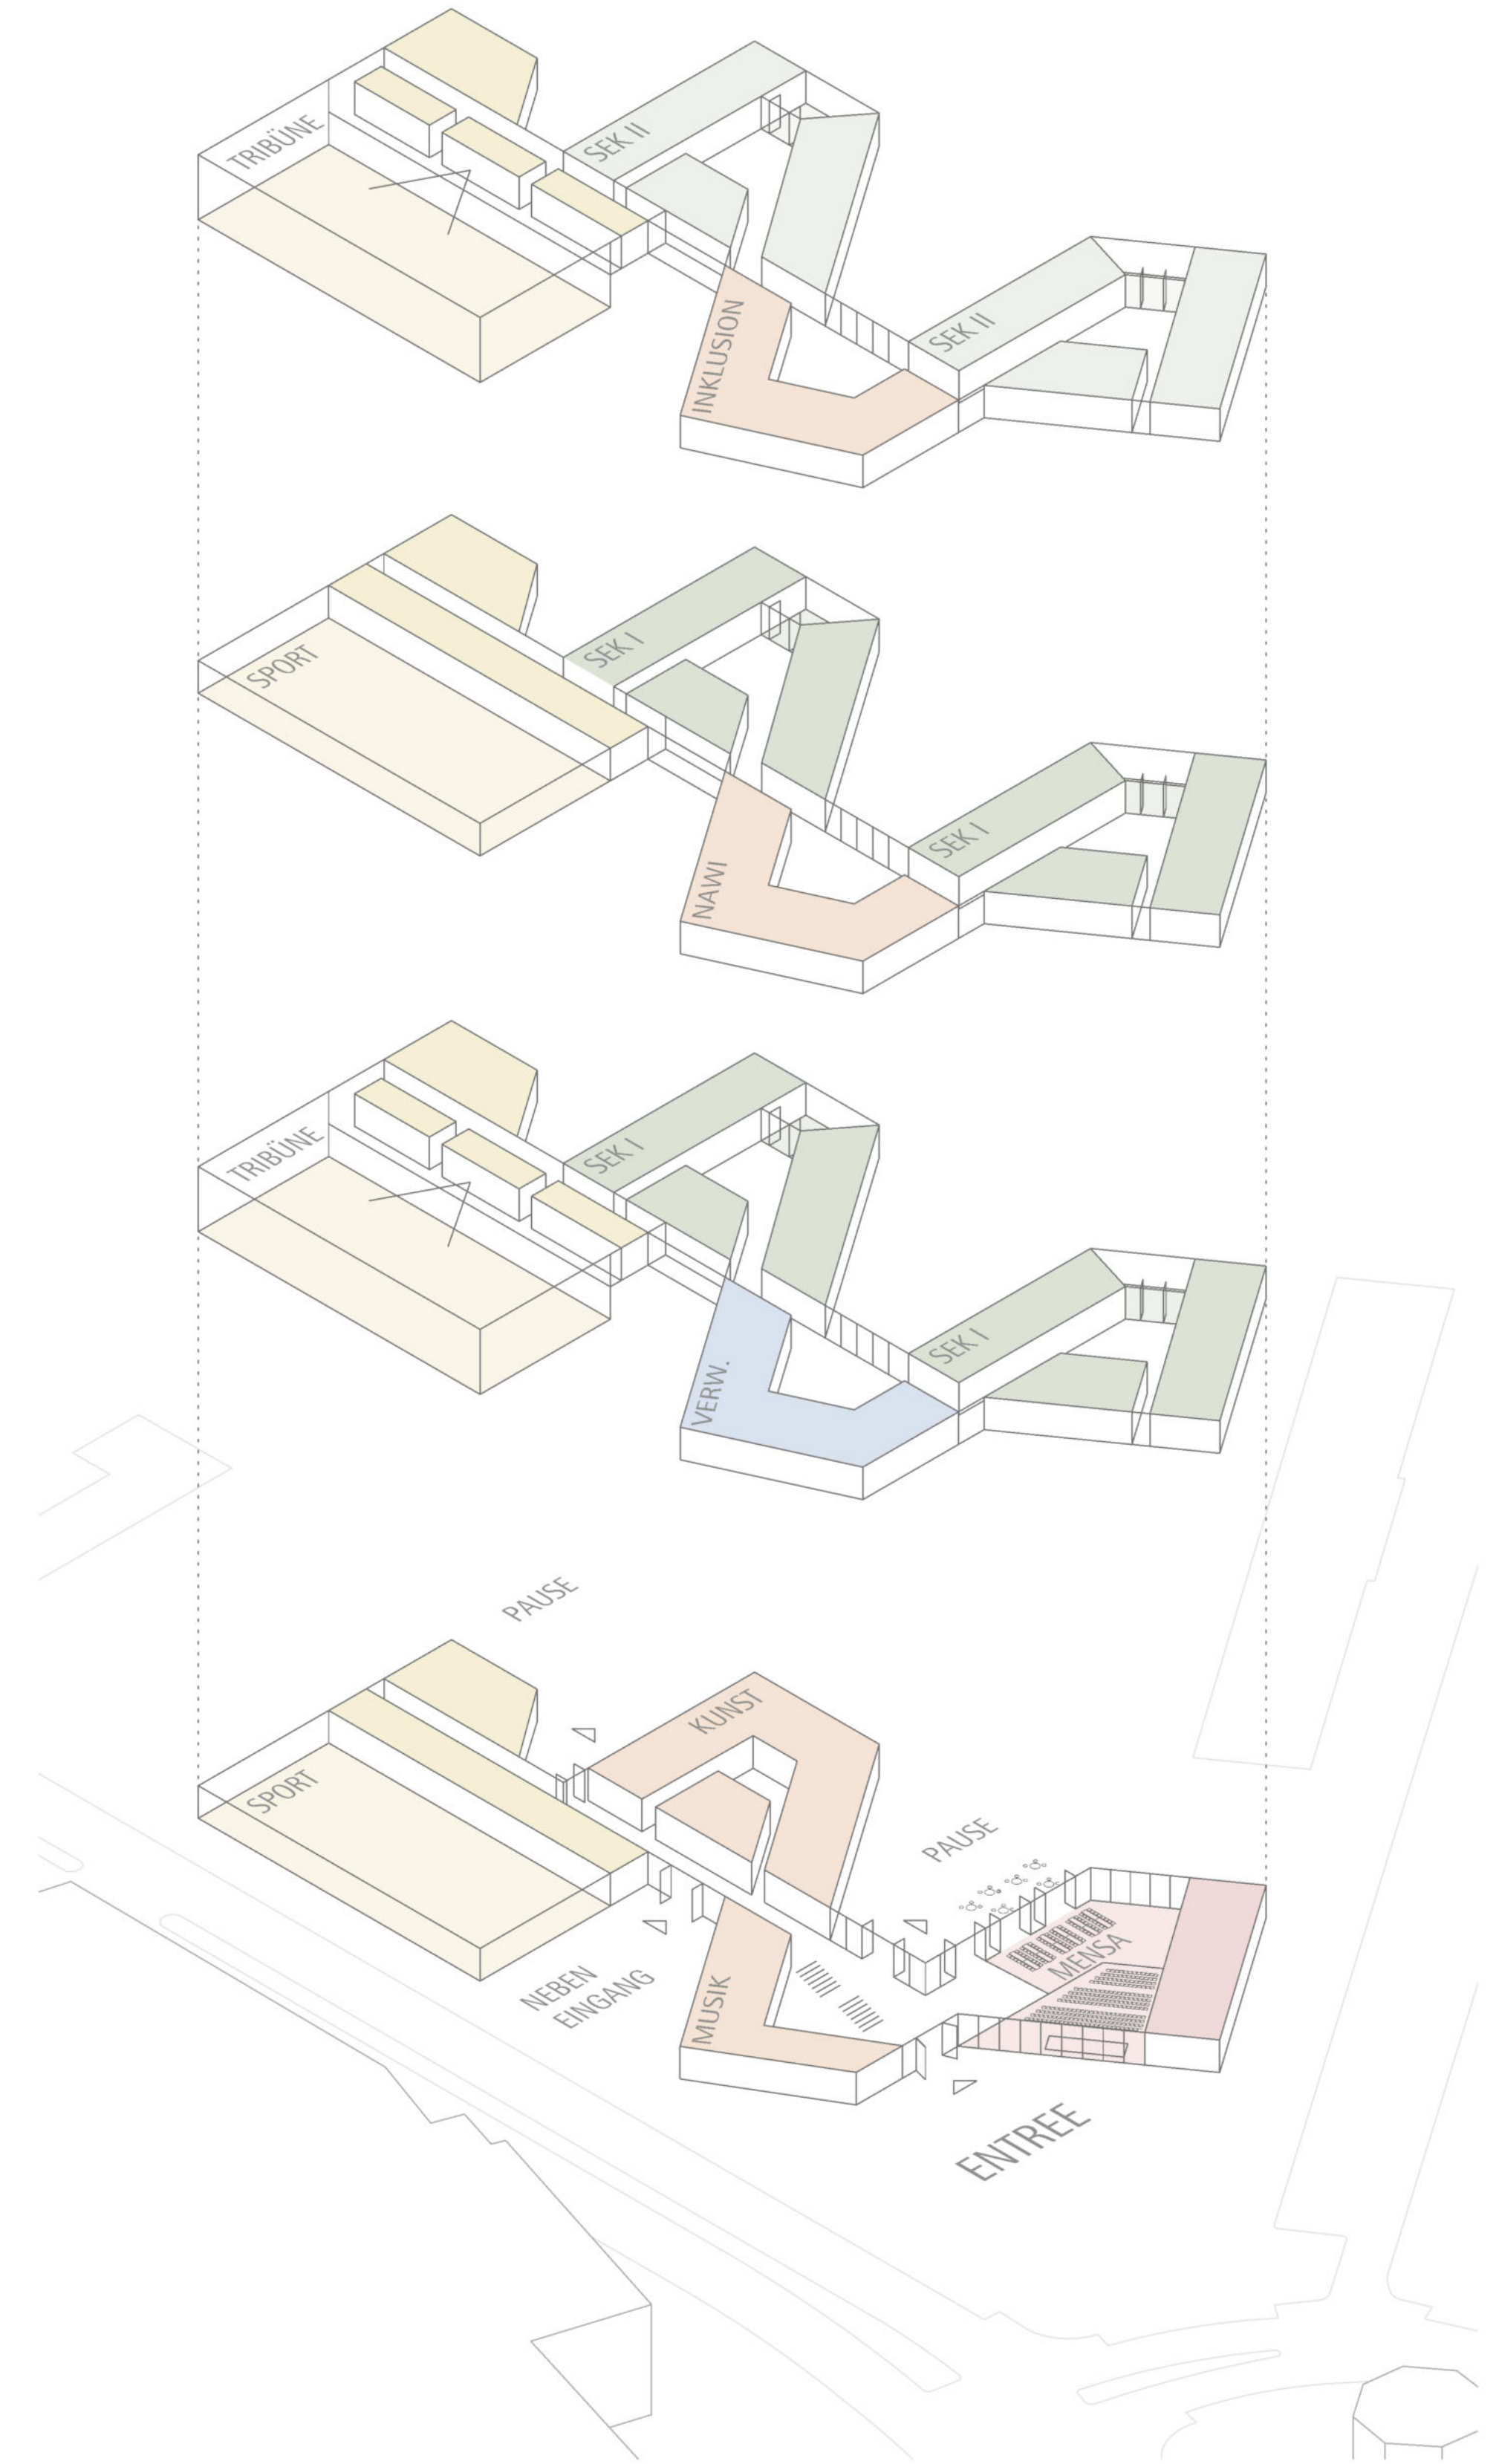 TRIBÜNE
SEK II
INKLUSION
SEK II
SPORT
SEK I
NAWI
SEK I
TRIBÜNE
SEK I
VERW.
SEK I
PAUSE
KUNST
SPORT
PAUSE
MENSA
NEBEN
EINGANG
MUSIK
ENTREE